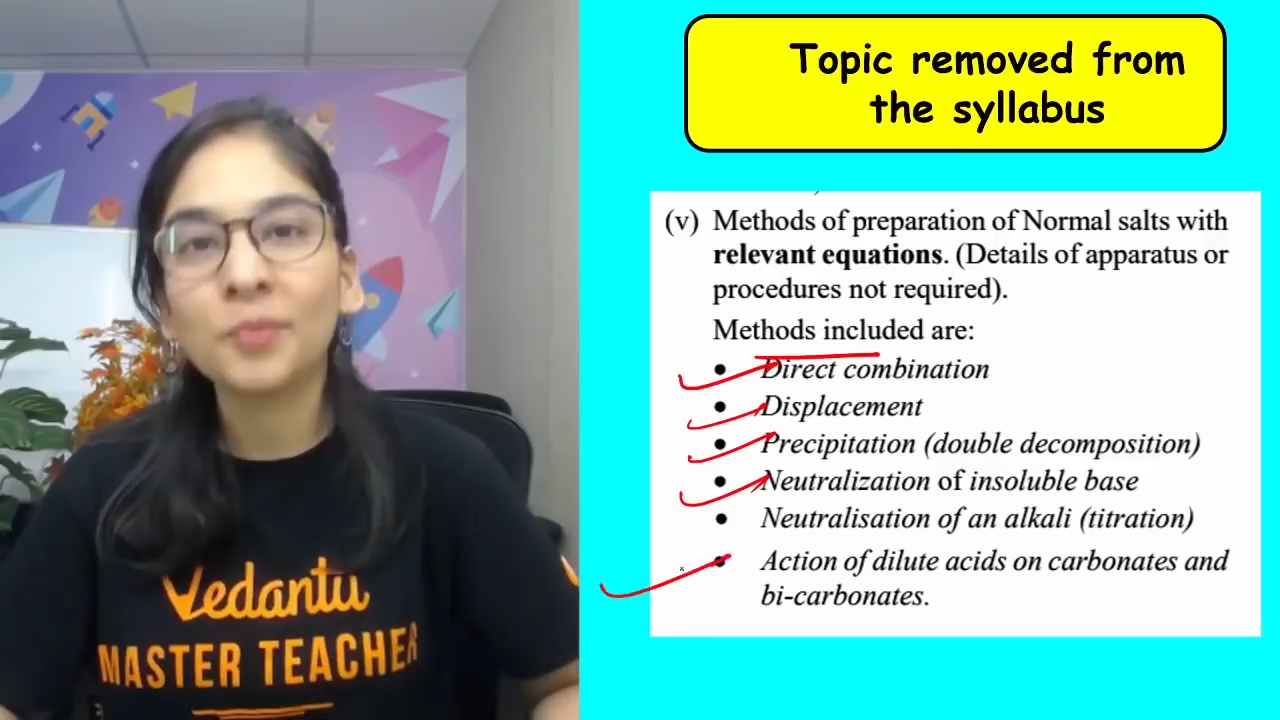 Topic removed from
the syllabus
(v) Methods of preparation of Normal salts with
relevant equations. (Details of apparatus or
procedures not required).
Methods included are:
• Direct combination
• Displacement
• Precipitation (double decomposition)
• Neutralization of insoluble base
• Neutralisation of an alkali (titration)
• Action of dilute acids on carbonates and
bi-carbonates.
Vedantu
MASTER TEACHER